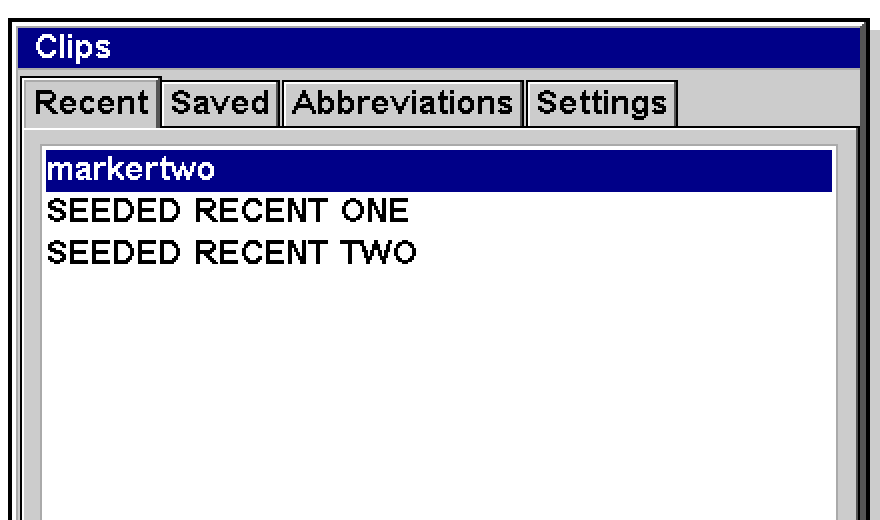 Clips
Recent Saved Abbreviations Settings
markertwo
SEEDED RECENT ONE
SEEDED RECENT TWO